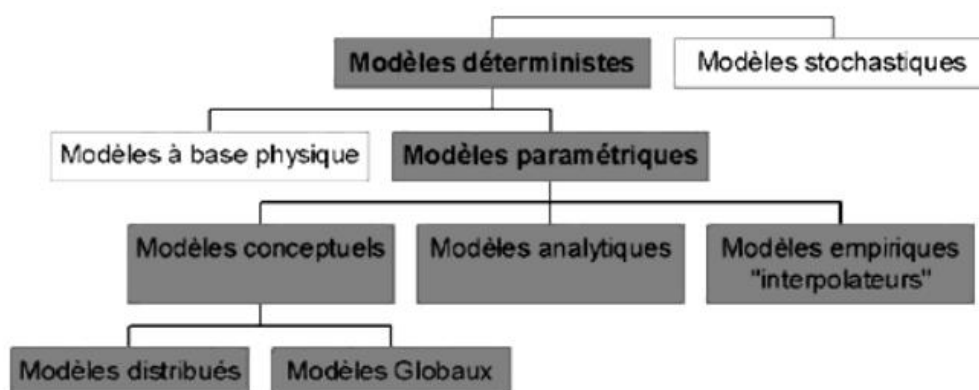 Modèles déterministes
Modèles stochastiques
Modèles à base physique
Modèles paramétriques
Modèles conceptuels
Modèles analytiques
Modèles empiriques
"interpolateurs"
Modèles distribués
Modèles Globaux